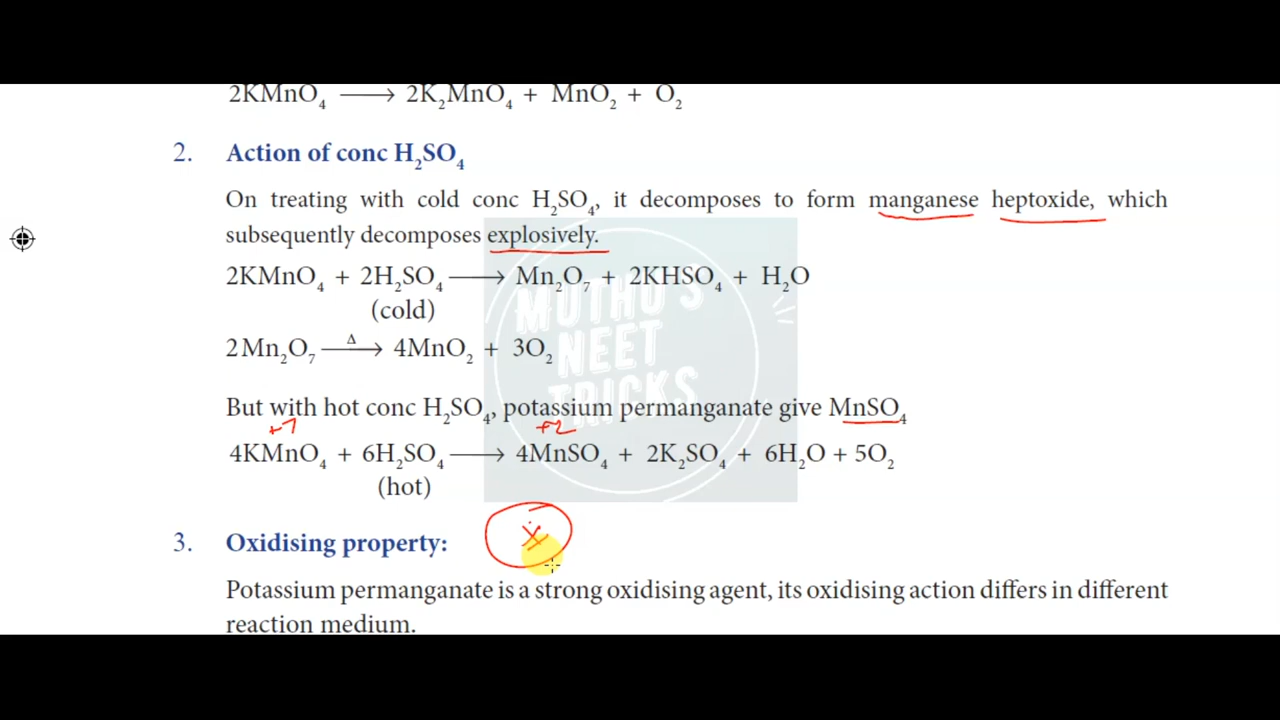 2KMnO₄ ⟶ 2K₂MnO₄ + MnO₂ + O₂
2. Action of conc H₂SO₄
On treating with cold conc H₂SO₄, it decomposes to form manganese heptoxide, which
subsequently decomposes explosively.
2KMnO₄ + 2H₂SO₄ ⟶ Mn₂O₇ + 2KHSO₄ + H₂O
(cold)
MUTHU'S
NEET
TRICKS
2Mn₂O₇ —Δ→ 4MnO₂ + 3O₂
But with hot conc H₂SO₄, potassium permanganate give MnSO₄
+7 +2
4KMnO₄ + 6H₂SO₄ ⟶ 4MnSO₄ + 2K₂SO₄ + 6H₂O + 5O₂
(hot)
3. Oxidising property:
Potassium permanganate is a strong oxidising agent, its oxidising action differs in different
reaction medium.